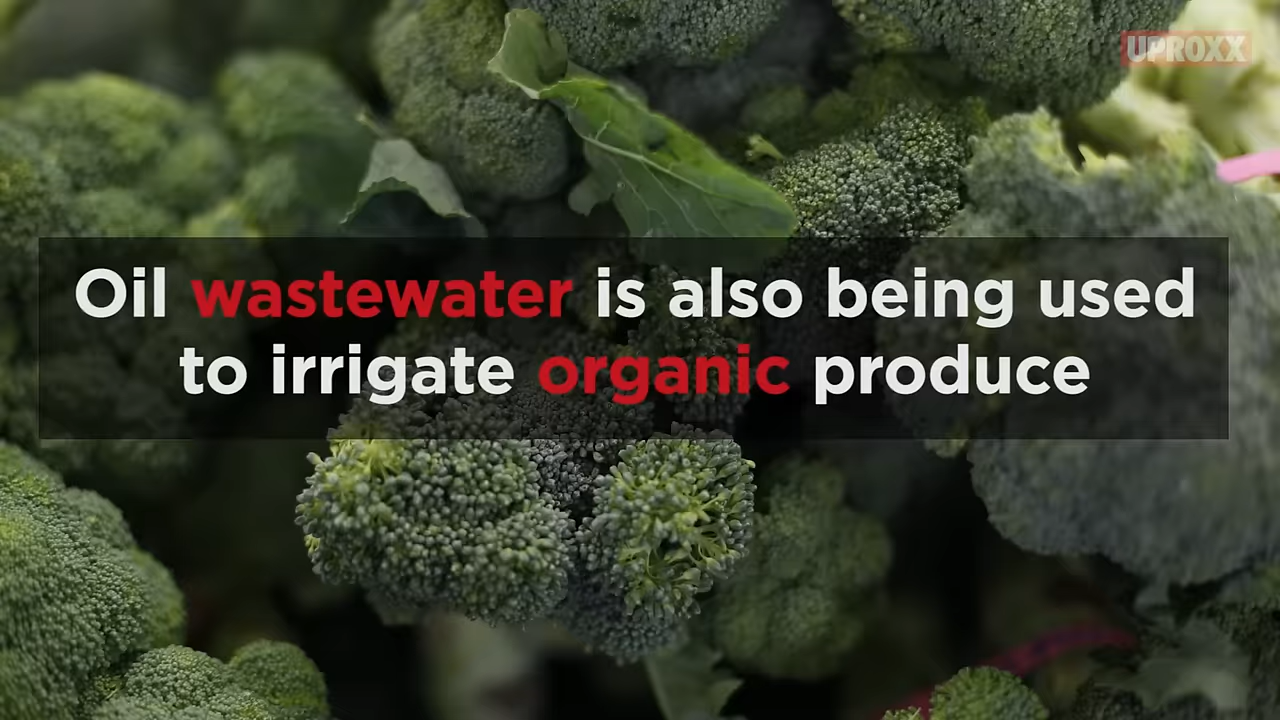 UPROXX
Oil wastewater is also being used
to irrigate organic produce